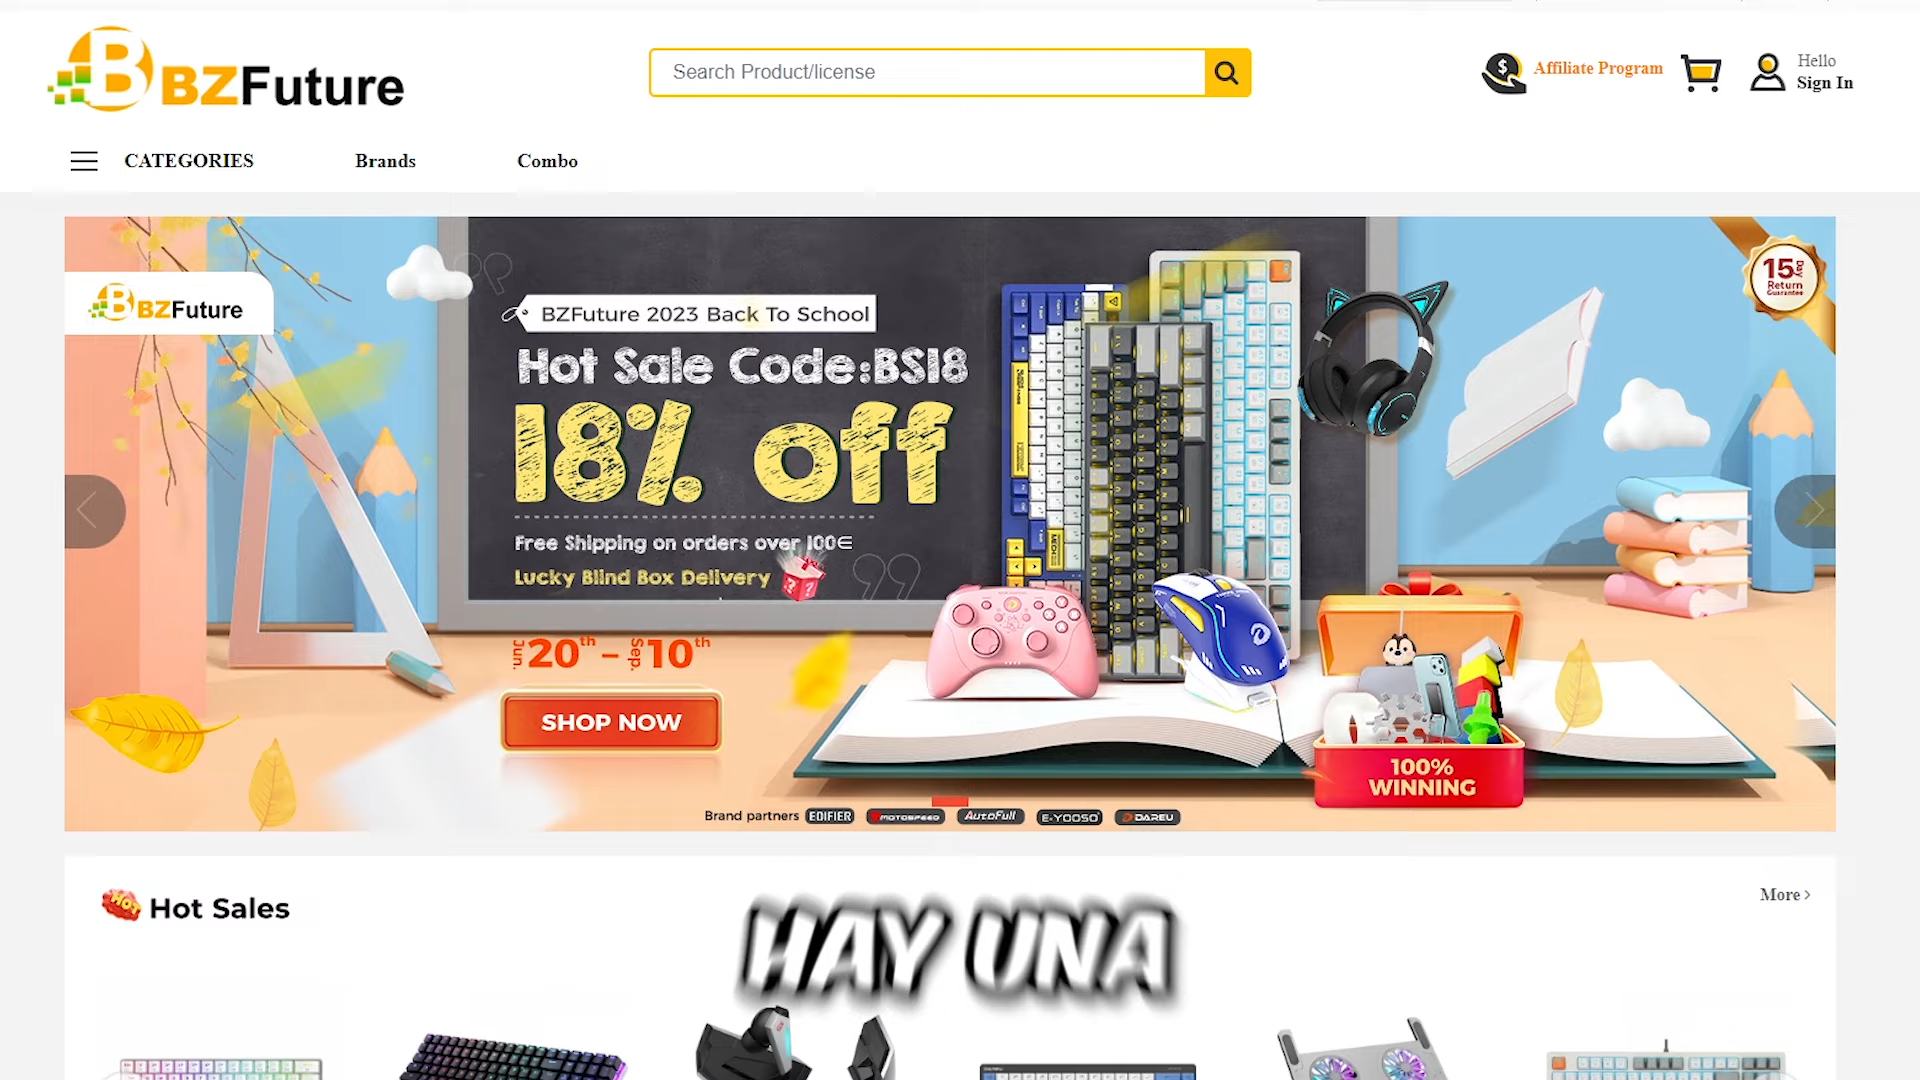 BZFuture
Search Product/license
Affiliate Program
Hello
Sign In
CATEGORIES
Brands
Combo
BZFuture
15 Day
Return
Guarantee
BZFuture 2023 Back To School
Hot Sale Code:BS18
18% off
Free Shipping on orders over 100€
Lucky Blind Box Delivery
Jun. 20th – Sep. 10th
SHOP NOW
100%
WINNING
Brand partners EDIFIER MOTOSPEED AutoFull E-YOOSO DAREU
HOT Hot Sales
More >
HAY UNA